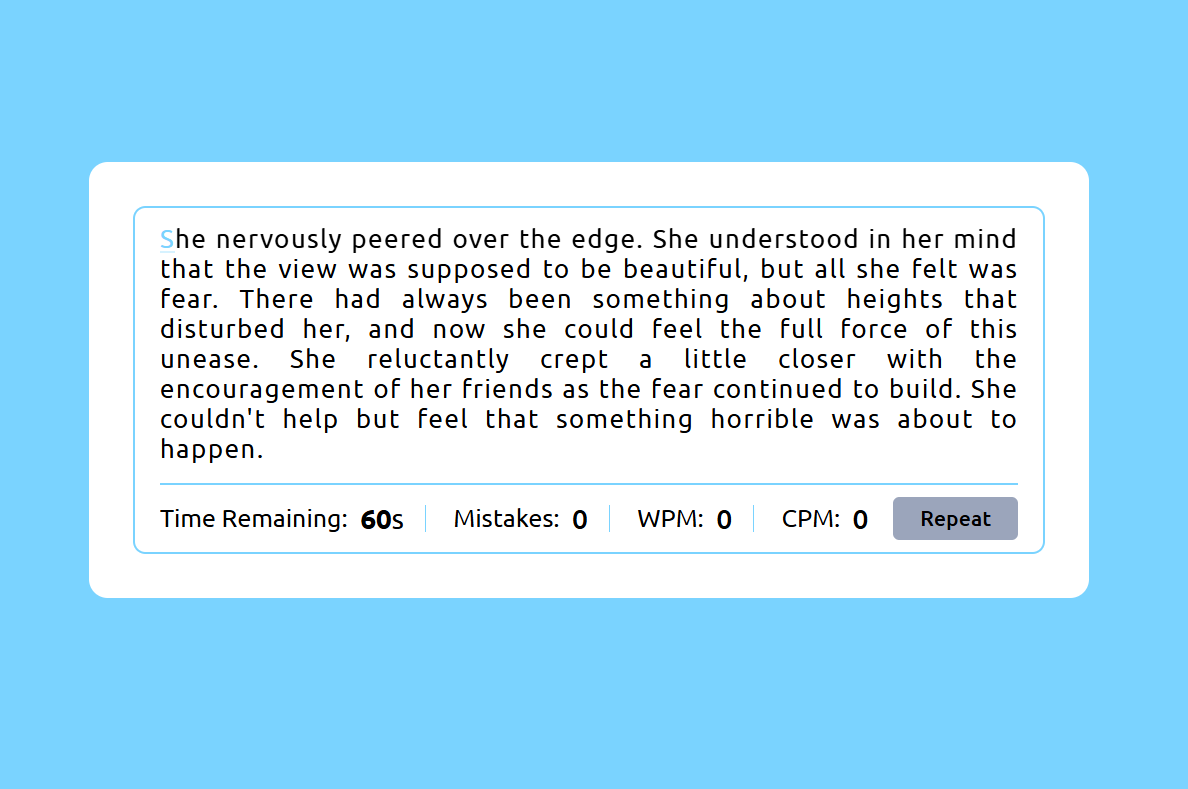 She nervously peered over the edge. She understood in her mind
that the view was supposed to be beautiful, but all she felt was
fear. There had always been something about heights that
disturbed her, and now she could feel the full force of this
unease. She reluctantly crept a little closer with the
encouragement of her friends as the fear continued to build. She
couldn't help but feel that something horrible was about to
happen.
Time Remaining: 60s Mistakes: 0 WPM: 0 CPM: 0 Repeat